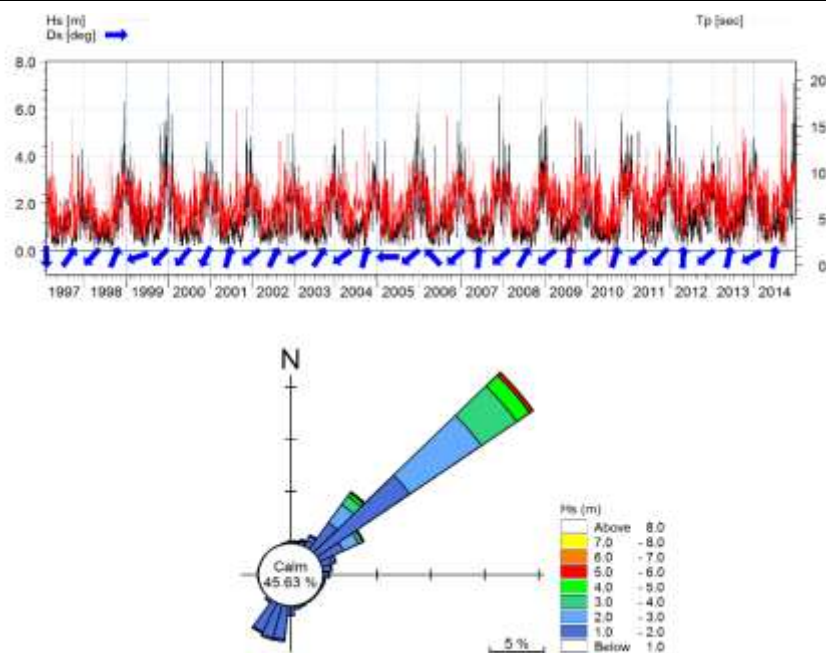 Hs [m]
Tp [sec]
Ds [deg]
8.0
20
6.0
15
4.0
10
2.0
5
0.0
0
1997 1998 1999 2000 2001 2002 2003 2004 2005 2006 2007 2008 2009 2010 2011 2012 2013 2014
N
Calm
45.63 %
Hs (m)
Above 8.0
7.0 - 8.0
6.0 - 7.0
5.0 - 6.0
4.0 - 5.0
3.0 - 4.0
2.0 - 3.0
1.0 - 2.0
Below 1.0
5 %